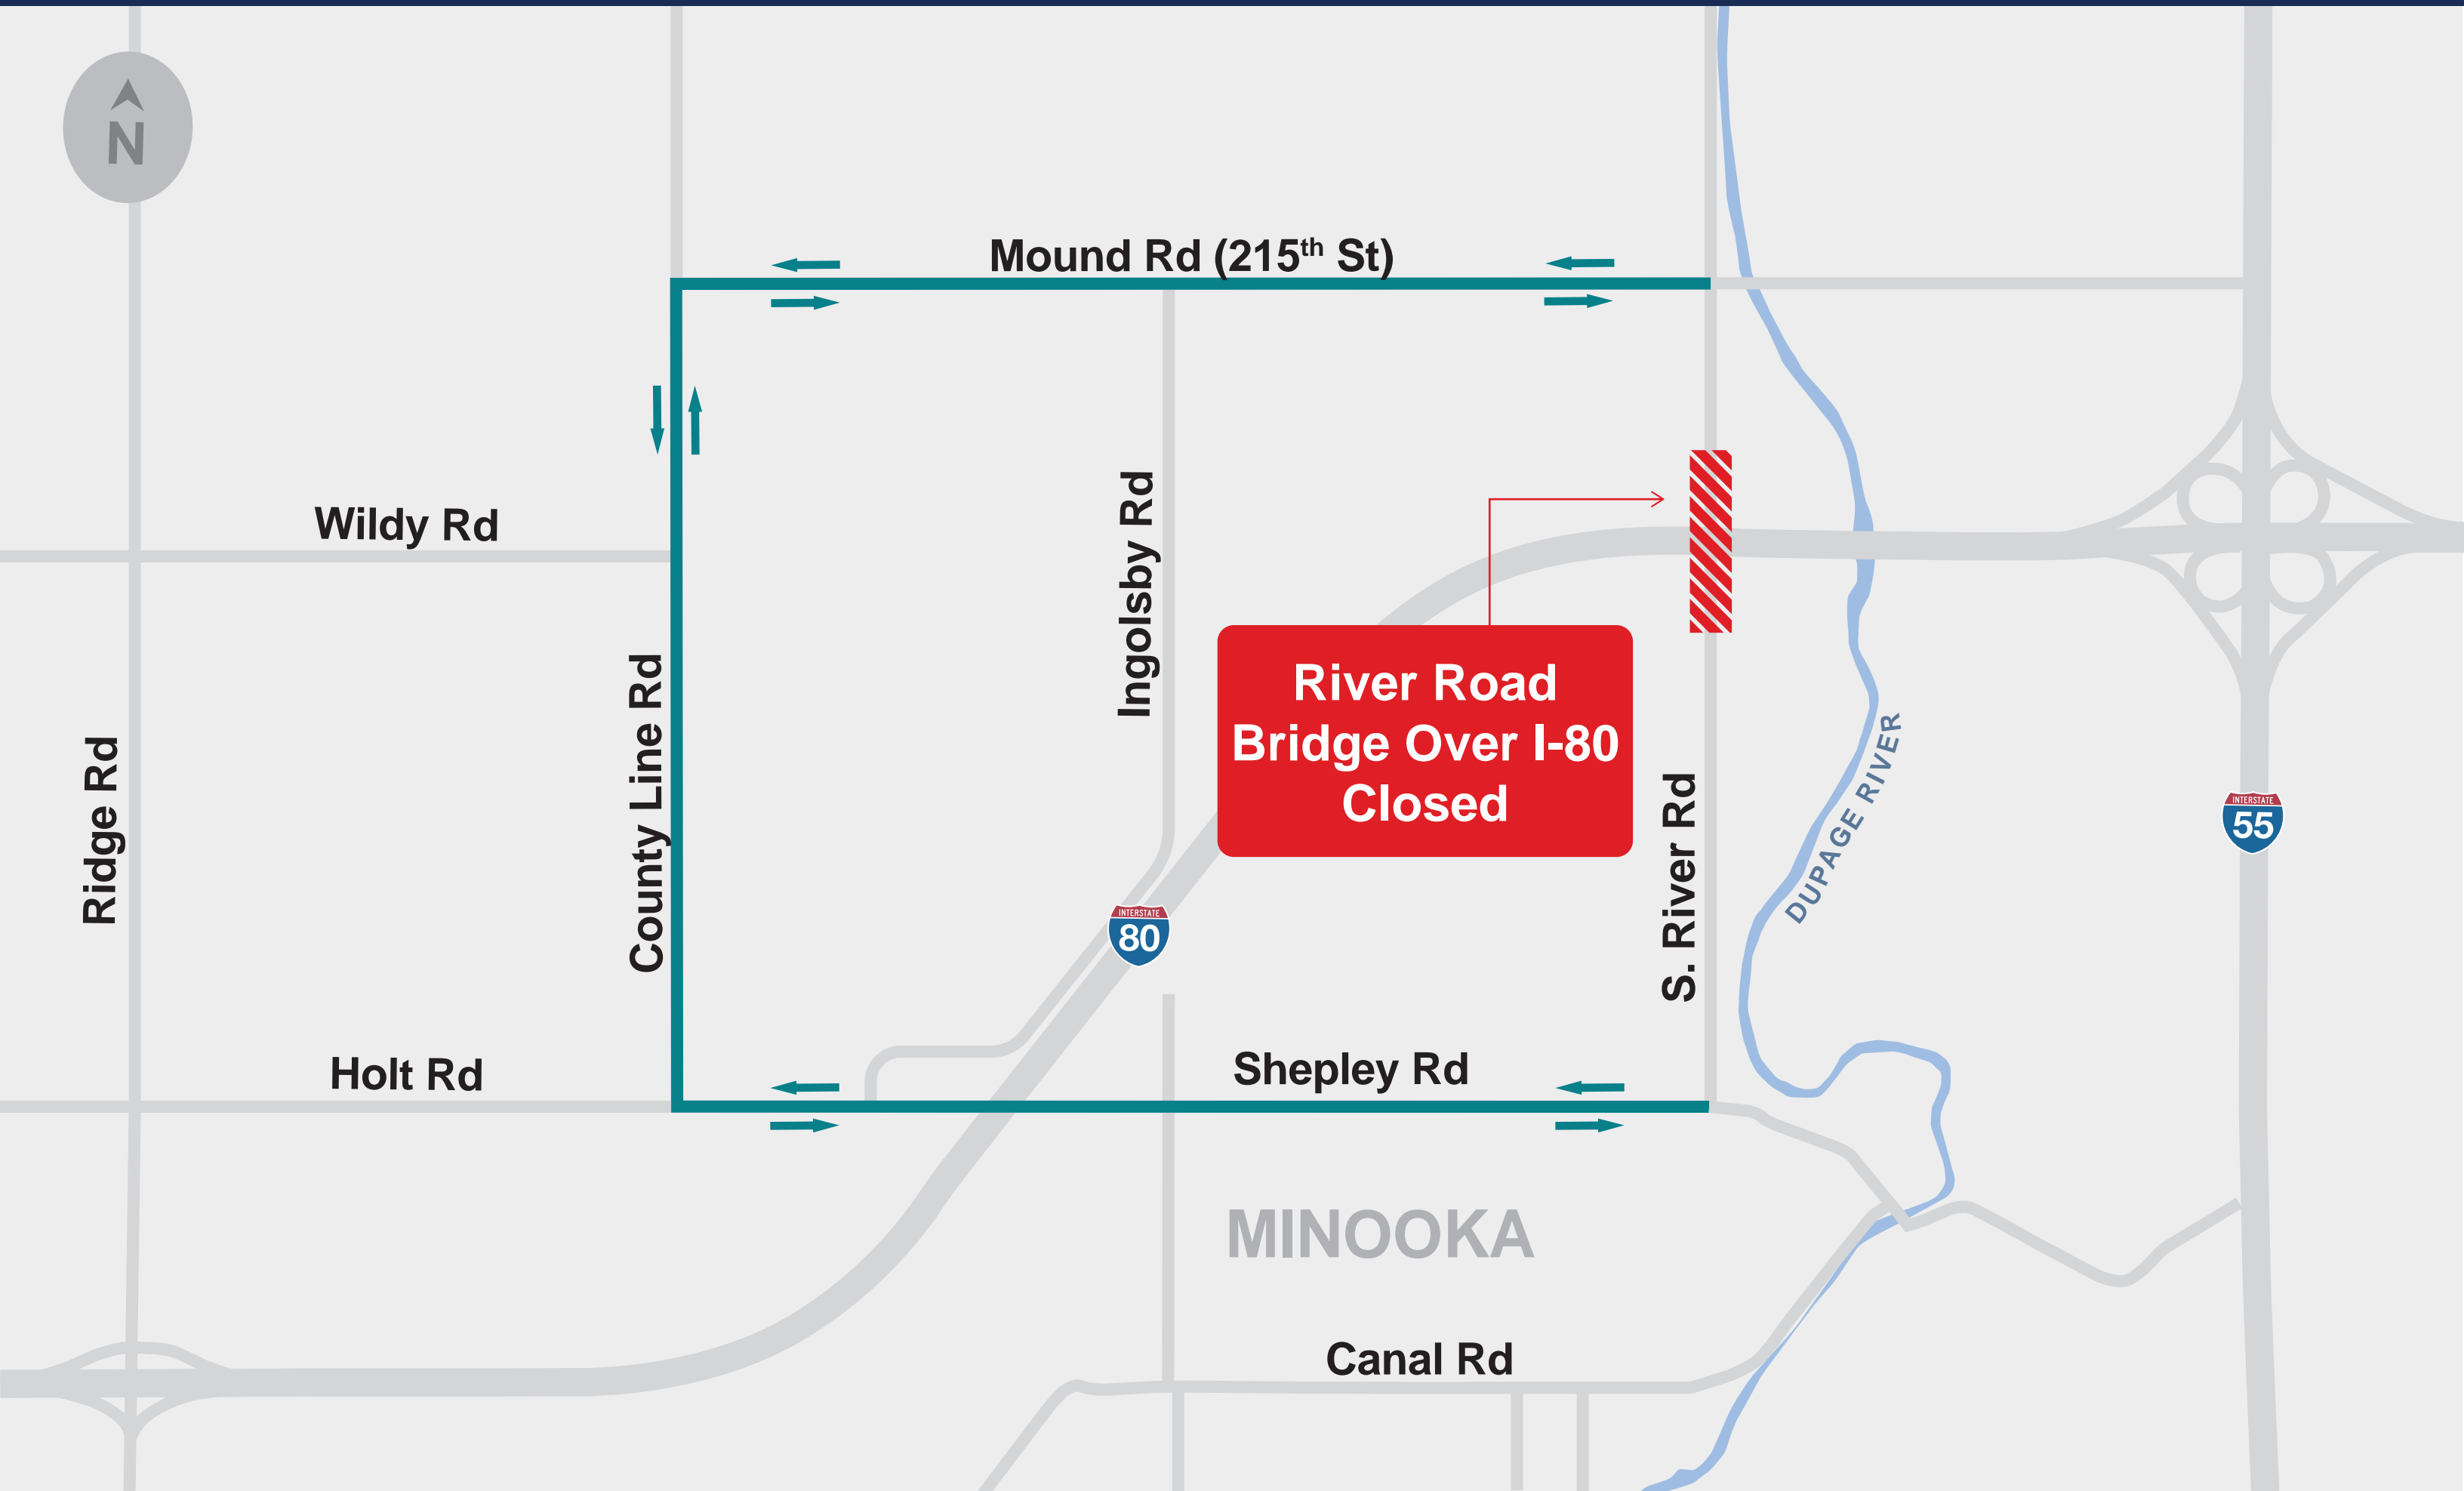 N
Mound Rd (215th St)
Wildy Rd
Ingolsby Rd
River Road
Bridge Over I-80
Closed
County Line Rd
Ridge Rd
S. River Rd
DUPAGE RIVER
INTERSTATE
55
INTERSTATE
80
Holt Rd
Shepley Rd
MINOOKA
Canal Rd